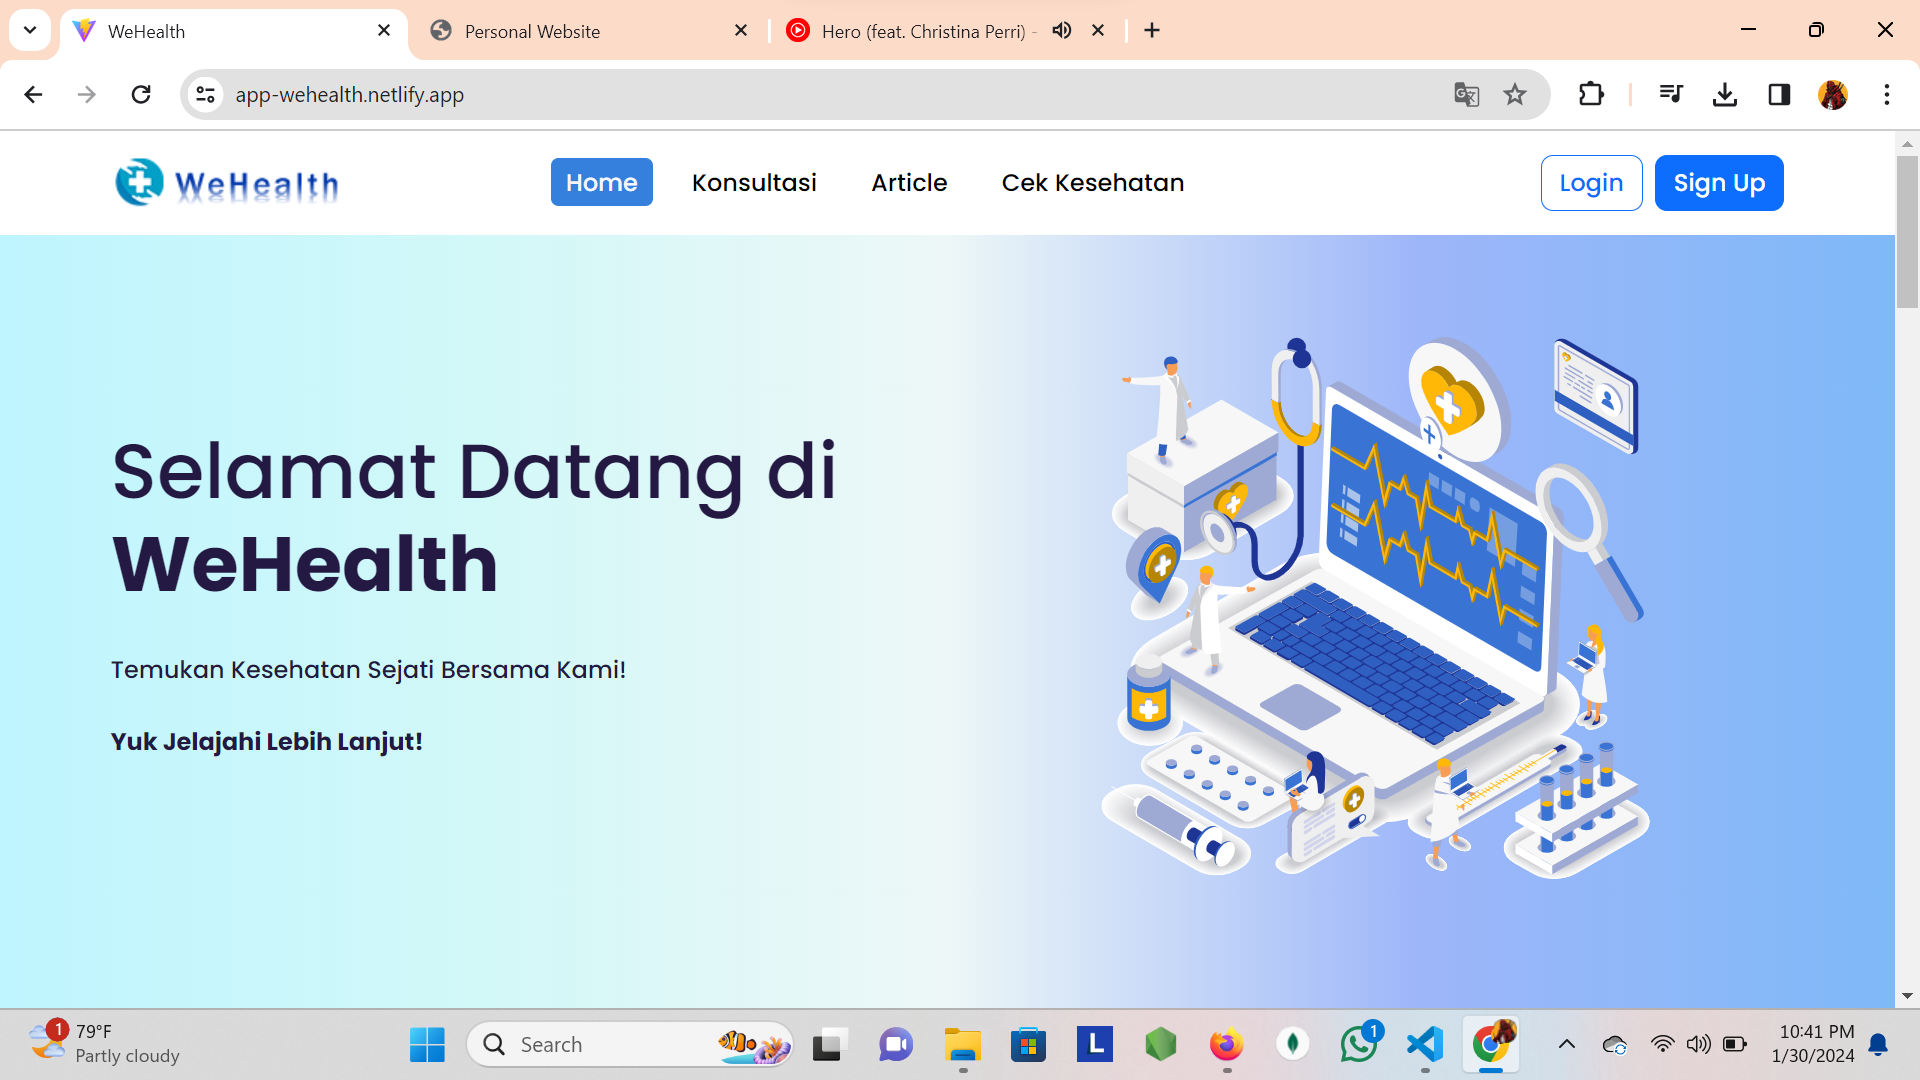 WeHealth
Personal Website
Hero (feat. Christina Perri) -
app-wehealth.netlify.app
WeHealth
Home
Konsultasi
Article
Cek Kesehatan
Login
Sign Up
Selamat Datang di
WeHealth
Temukan Kesehatan Sejati Bersama Kami!
Yuk Jelajahi Lebih Lanjut!
1
79°F
Partly cloudy
Search
L
1
10:41 PM
1/30/2024